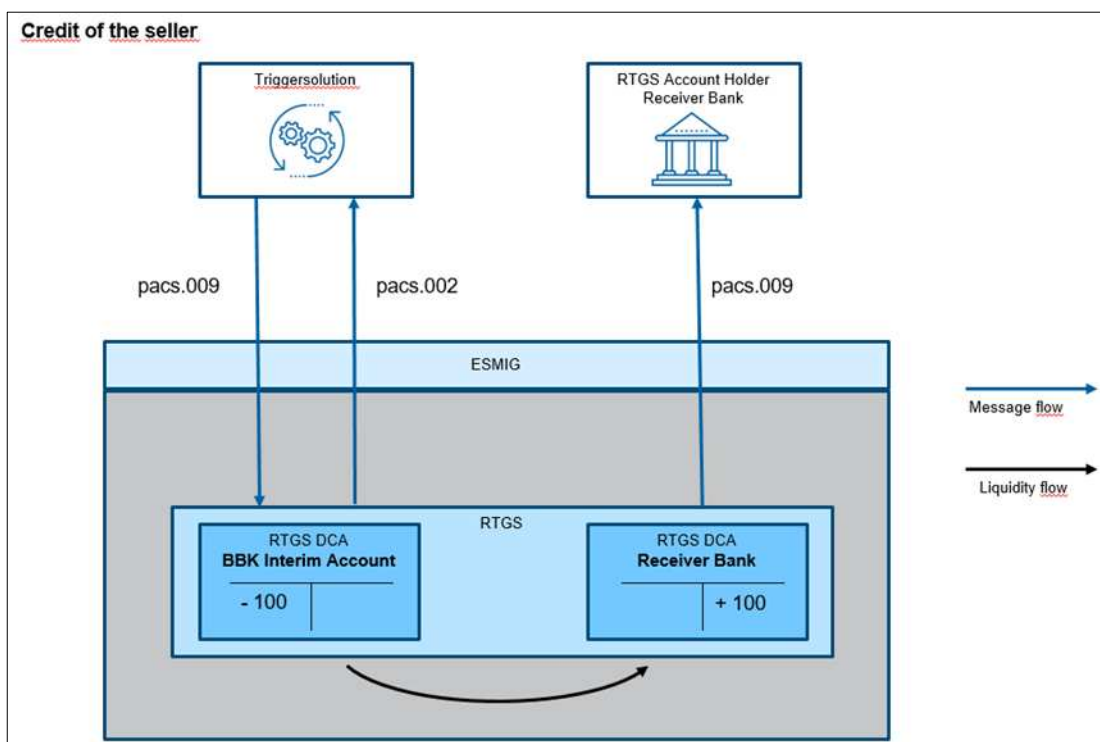 Credit of the seller
Triggersolution
RTGS Account Holder
Receiver Bank
pacs.009
pacs.002
pacs.009
ESMIG
Message flow
Liquidity flow
RTGS
RTGS DCA
BBK Interim Account
- 100
RTGS DCA
Receiver Bank
+ 100